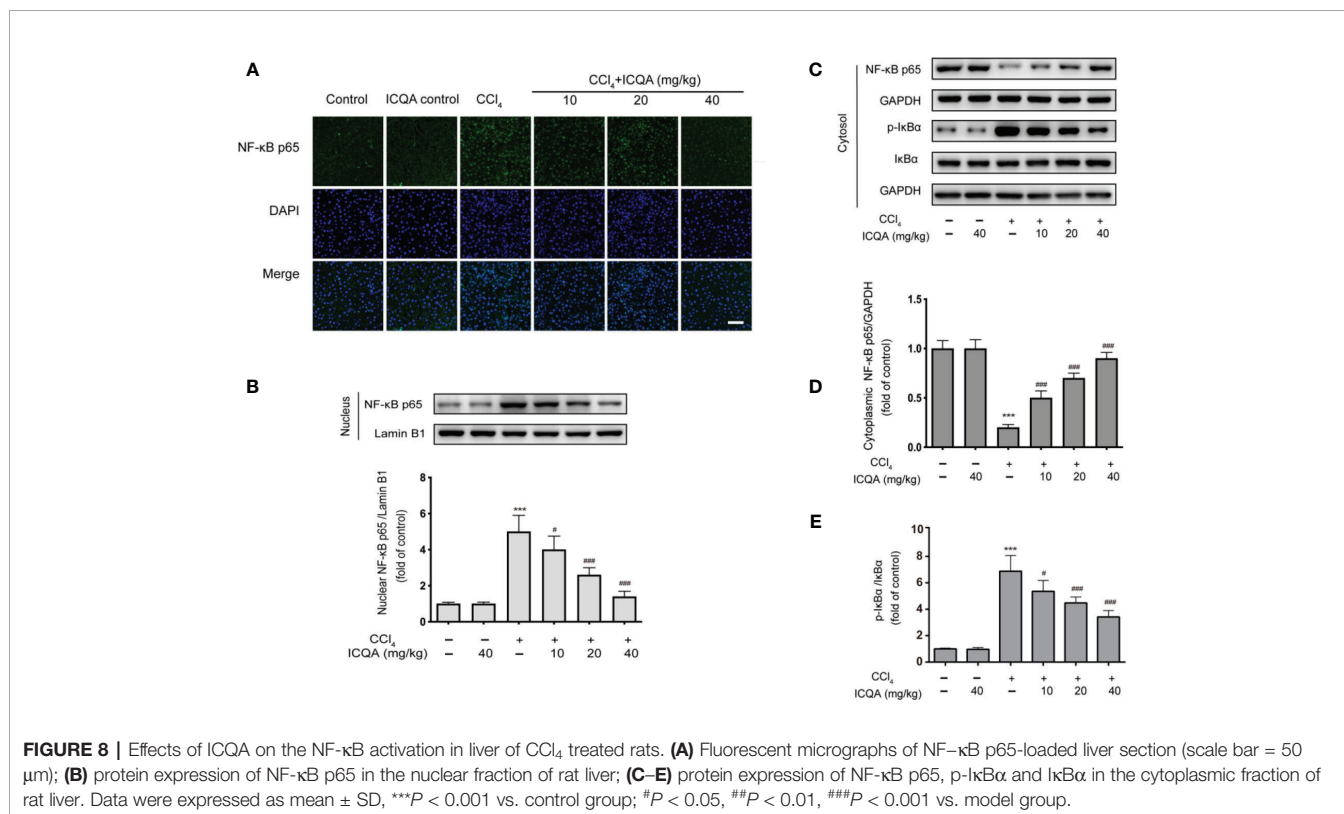 A
CCl₄+ICQA (mg/kg)
Control ICQA control CCl₄ 10 20 40
NF-κB p65
DAPI
Merge
B
Nucleus
NF-κB p65
Lamin B1
Nuclear NF-κB p65 /Lamin B1
(fold of control)
8
6
4
2
0
***
#
###
###
CCl₄ – – + + + +
ICQA (mg/kg) – 40 – 10 20 40
C
Cytosol
NF-κB p65
GAPDH
p-IκBα
IκBα
GAPDH
CCl₄ – – + + + +
ICQA (mg/kg) – 40 – 10 20 40
D
Cytoplasmic NF-κB p65/GAPDH
(fold of control)
1.5
1.0
0.5
0.0
***
###
###
###
CCl₄ – – + + + +
ICQA (mg/kg) – 40 – 10 20 40
E
p-IκBα /IκBα
(fold of control)
10
8
6
4
2
0
***
#
###
###
CCl₄ – – + + + +
ICQA (mg/kg) – 40 – 10 20 40
FIGURE 8 | Effects of ICQA on the NF-κB activation in liver of CCl₄ treated rats. (A) Fluorescent micrographs of NF–κB p65-loaded liver section (scale bar = 50
μm); (B) protein expression of NF-κB p65 in the nuclear fraction of rat liver; (C–E) protein expression of NF-κB p65, p-IκBα and IκBα in the cytoplasmic fraction of
rat liver. Data were expressed as mean ± SD, ***P < 0.001 vs. control group; #P < 0.05, ##P < 0.01, ###P < 0.001 vs. model group.